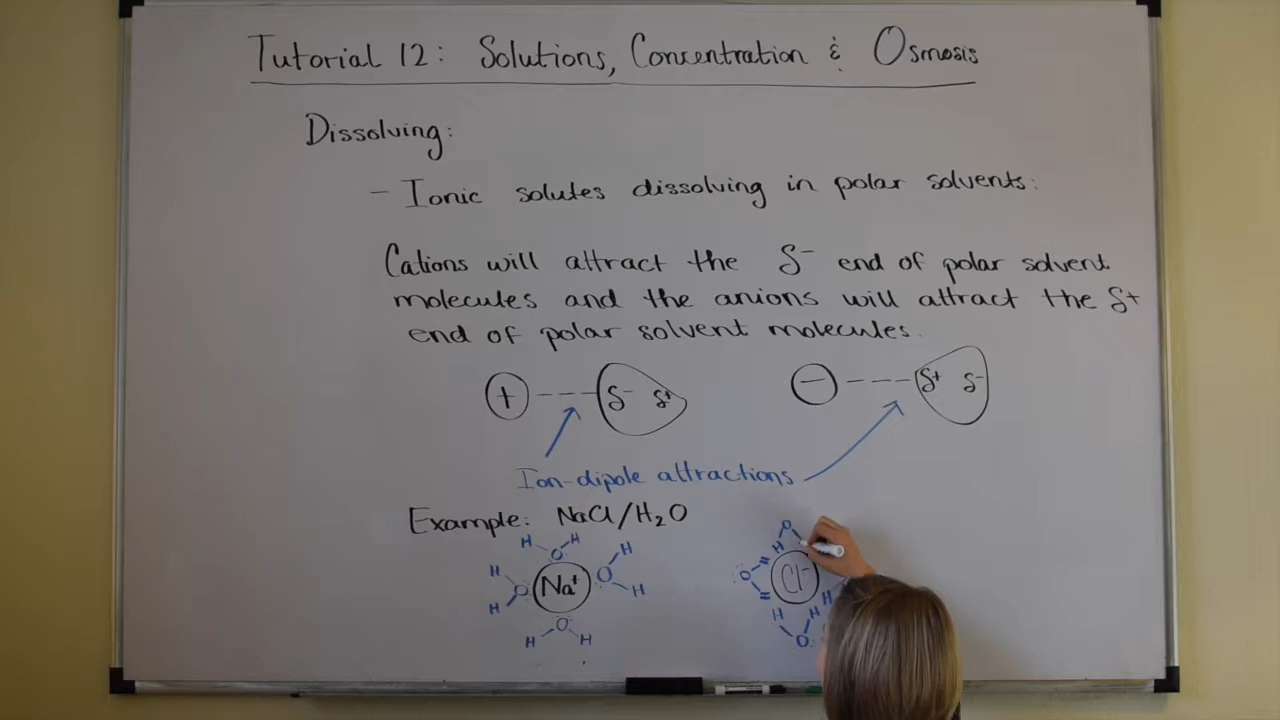 Tutorial 12: Solutions, Concentration & Osmosis
Dissolving:
- Ionic solutes dissolving in polar solvents:
Cations will attract the δ⁻ end of polar solvent
molecules and the anions will attract the δ+
end of polar solvent molecules.
+ --- δ⁻ δ+
− --- δ+ δ⁻
Ion-dipole attractions
Example: NaCl/H₂O
H H O
H H O
H H O
H H O
Na⁺
O H
O H H
O H H
H
Cl⁻